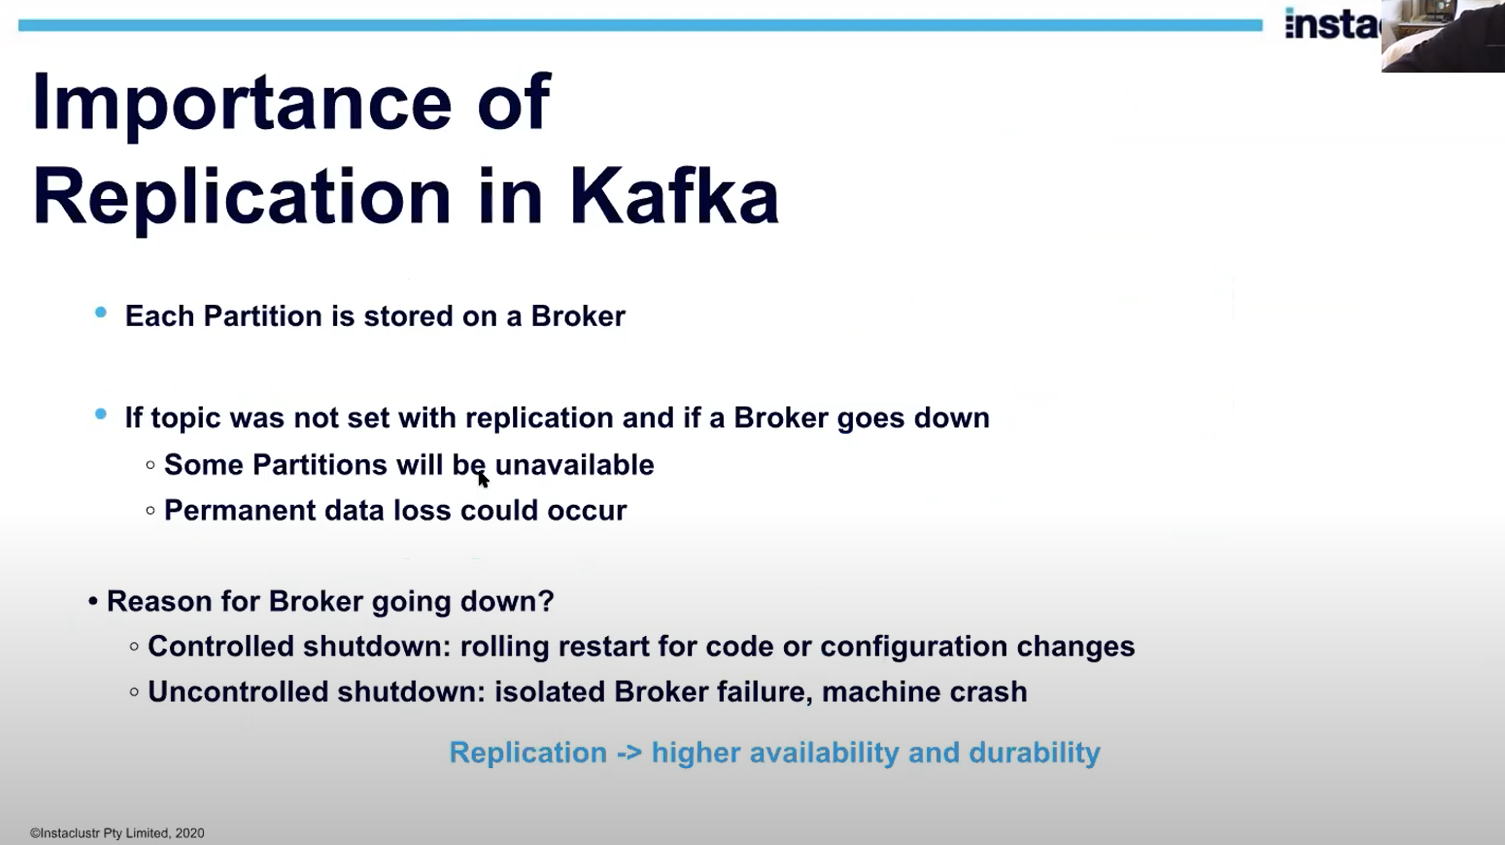 insta
Importance of
Replication in Kafka
• Each Partition is stored on a Broker
• If topic was not set with replication and if a Broker goes down
◦ Some Partitions will be unavailable
◦ Permanent data loss could occur
• Reason for Broker going down?
◦ Controlled shutdown: rolling restart for code or configuration changes
◦ Uncontrolled shutdown: isolated Broker failure, machine crash
Replication -> higher availability and durability
©Instaclustr Pty Limited, 2020